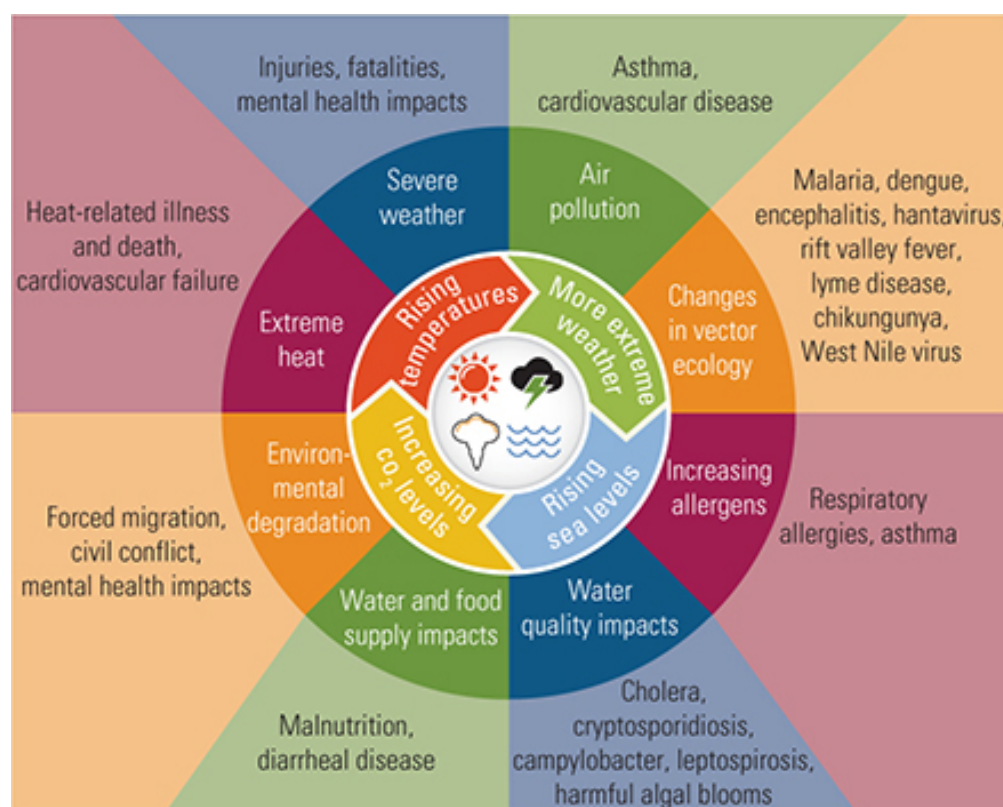 Injuries, fatalities,
mental health impacts
Asthma,
cardiovascular disease
Severe
weather
Air
pollution
Heat-related illness
and death,
cardiovascular failure
Malaria, dengue,
encephalitis, hantavirus,
rift valley fever,
lyme disease,
chikungunya,
West Nile virus
Extreme
heat
Rising
temperatures
More extreme
weather
Changes
in vector
ecology
Environ-
mental
degradation
Increasing
CO₂ levels
Rising
sea levels
Increasing
allergens
Forced migration,
civil conflict,
mental health impacts
Respiratory
allergies, asthma
Water and food
supply impacts
Water
quality impacts
Malnutrition,
diarrheal disease
Cholera,
cryptosporidiosis,
campylobacter, leptospirosis,
harmful algal blooms